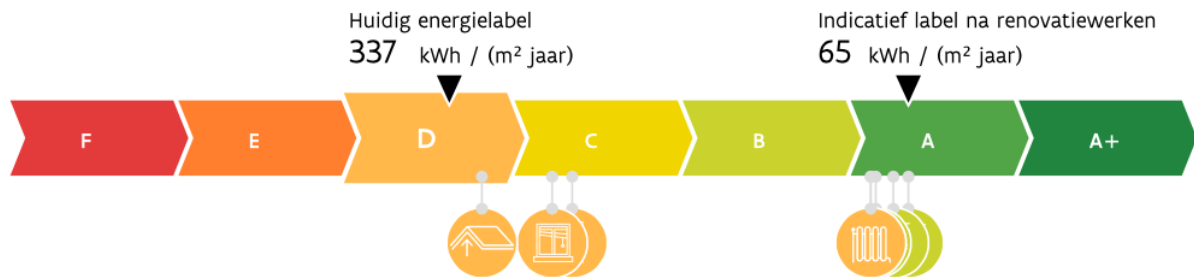 Huidig energielabel
337 kWh / (m² jaar)
Indicatief label na renovatiewerken
65 kWh / (m² jaar)
F E D C B A A+